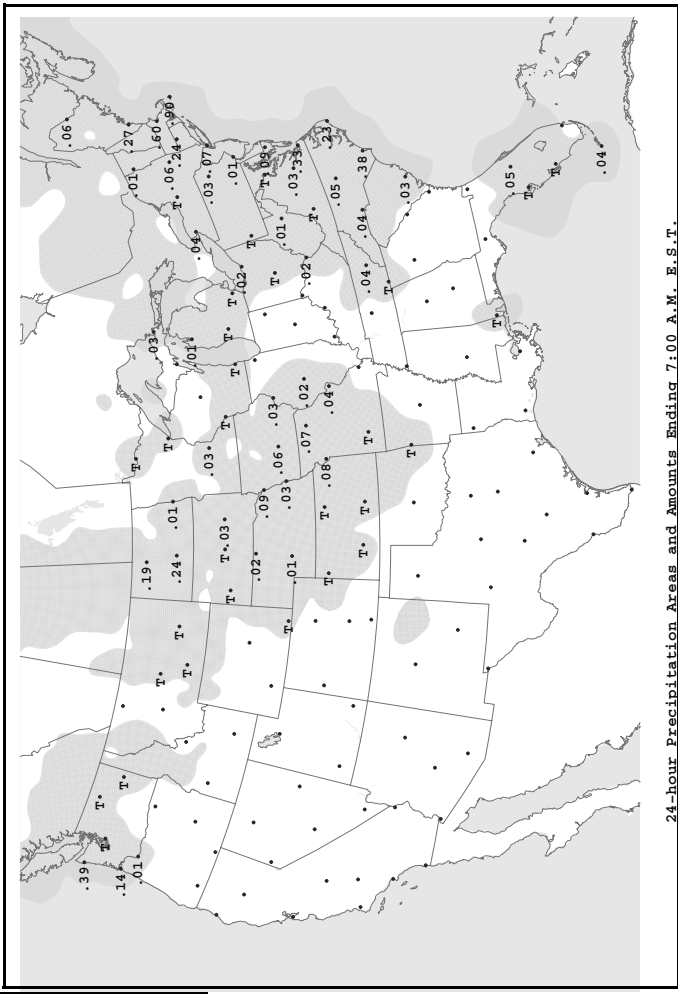 .06
.39
T
T
.14
T
.27
.01
T
.01
.19
.03
.60
T
T
.06
.90
.01
.24
.24
T
T
T
.01
.04
.03
.03
.07
T
T
.03
T
T
T
.01
T
.02
T
.02
.09
T
.09
.03
T
.06
.01
.03
T
.01
.03
.33
.07
.02
.02
T
T
.08
.23
T
.04
.05
.04
.38
T
T
.04
T
T
.03
T
T
.05
T
T
.04
24-hour Precipitation Areas and Amounts Ending 7:00 A.M. E.S.T.